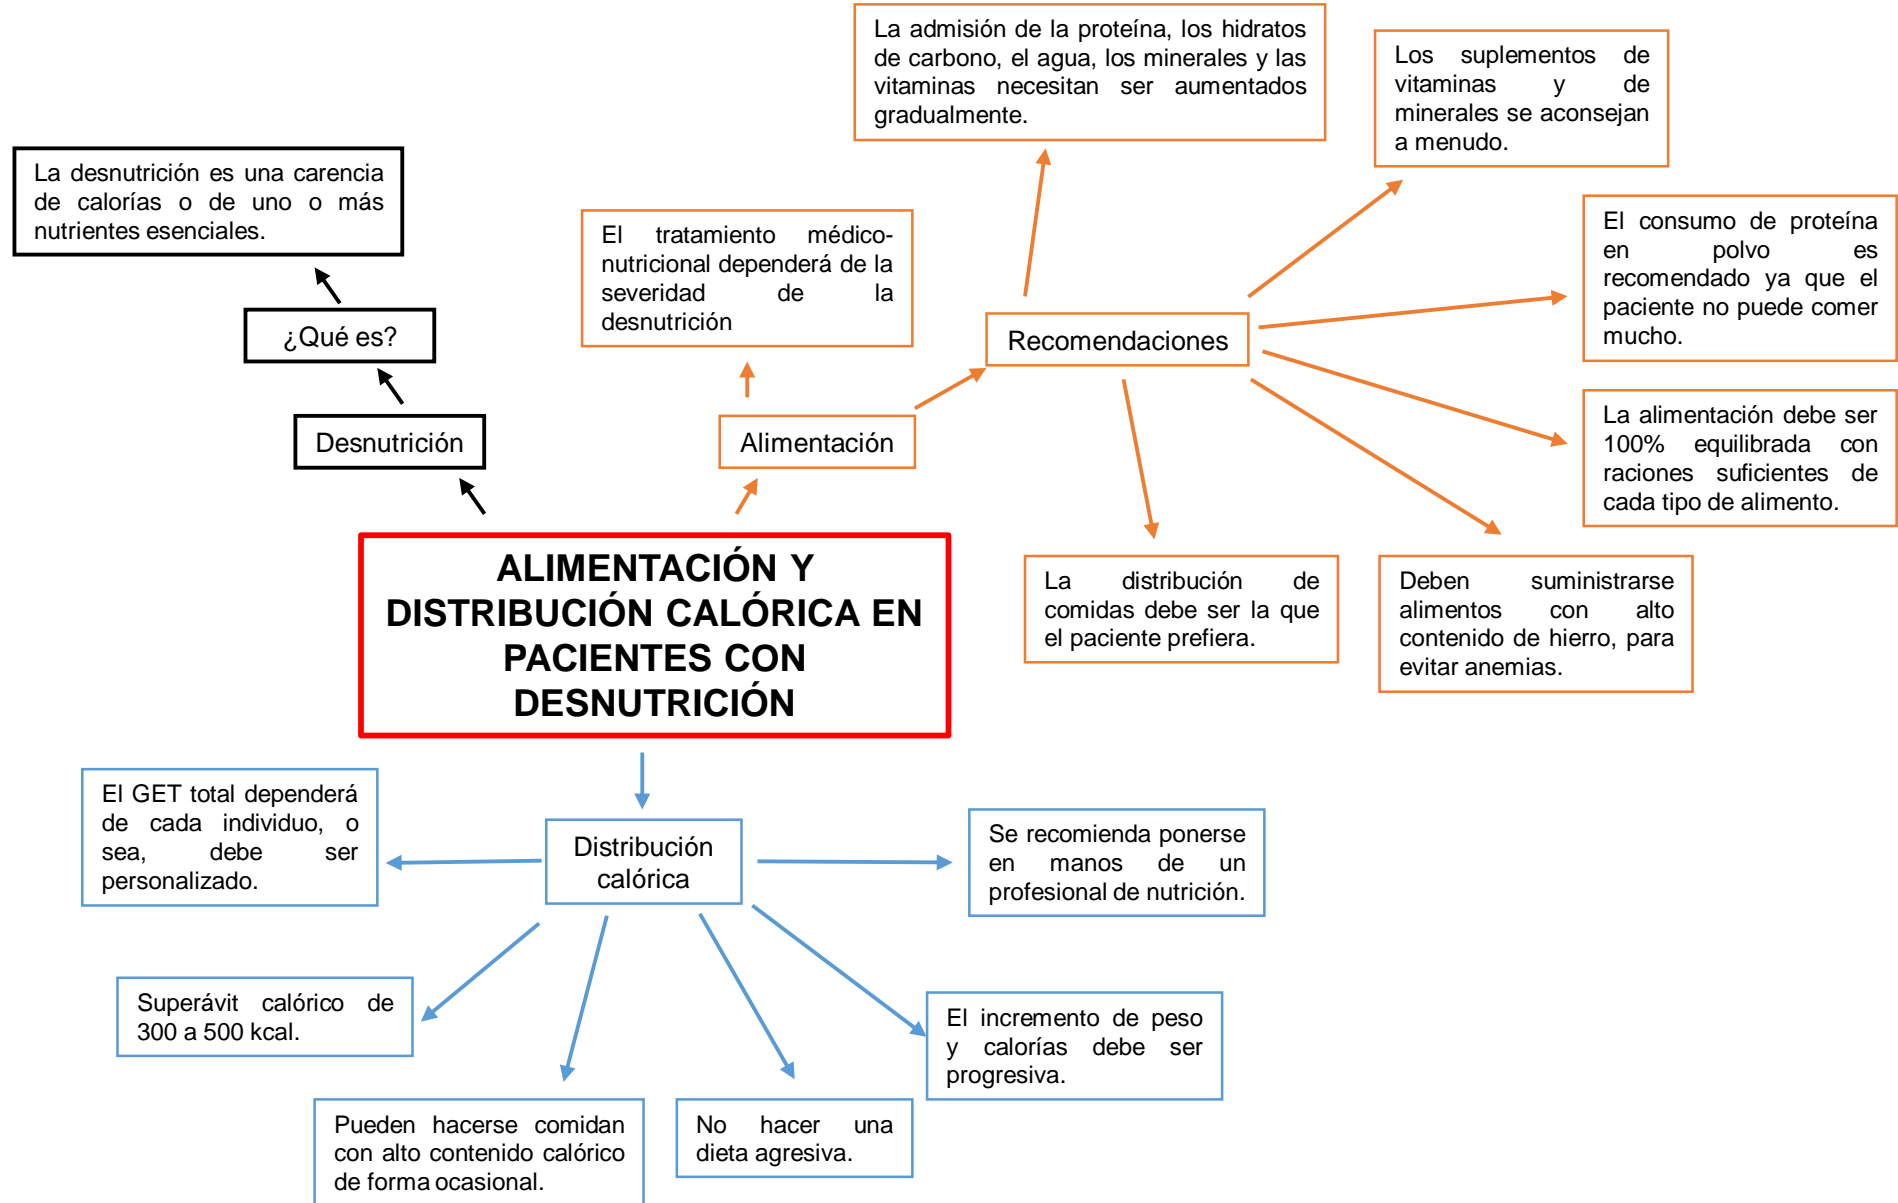 La admisión de la proteína, los hidratos
de carbono, el agua, los minerales y las
vitaminas necesitan ser aumentados
gradualmente.
Los suplementos de
vitaminas y de
minerales se aconsejan
a menudo.
La desnutrición es una carencia
de calorías o de uno o más
nutrientes esenciales.
El tratamiento médico-
nutricional dependerá de la
severidad de la
desnutrición
El consumo de proteína
en polvo es
recomendado ya que el
paciente no puede comer
mucho.
¿Qué es?
Recomendaciones
Desnutrición
Alimentación
La alimentación debe ser
100% equilibrada con
raciones suficientes de
cada tipo de alimento.
ALIMENTACIÓN Y
DISTRIBUCIÓN CALÓRICA EN
PACIENTES CON
DESNUTRICIÓN
La distribución de
comidas debe ser la que
el paciente prefiera.
Deben suministrarse
alimentos con alto
contenido de hierro, para
evitar anemias.
El GET total dependerá
de cada individuo, o
sea, debe ser
personalizado.
Distribución
calórica
Se recomienda ponerse
en manos de un
profesional de nutrición.
Superávit calórico de
300 a 500 kcal.
El incremento de peso
y calorías debe ser
progresiva.
Pueden hacerse comidan
con alto contenido calórico
de forma ocasional.
No hacer una
dieta agresiva.